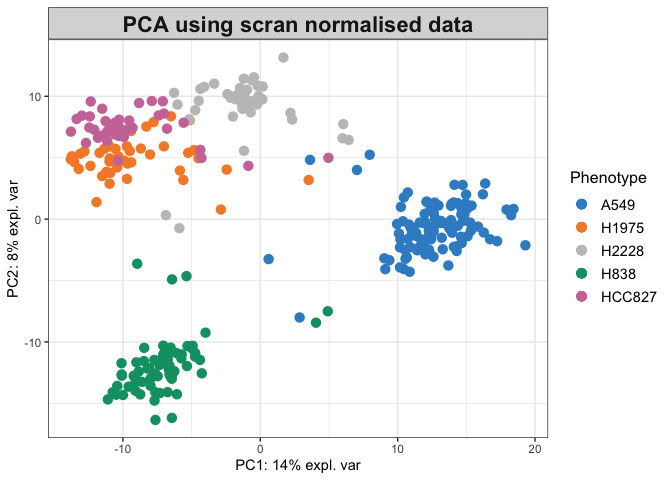 PCA using scran normalised data
10
0
-10
PC2: 8% expl. var
-10
0
10
20
PC1: 14% expl. var
Phenotype
A549
H1975
H2228
H838
HCC827